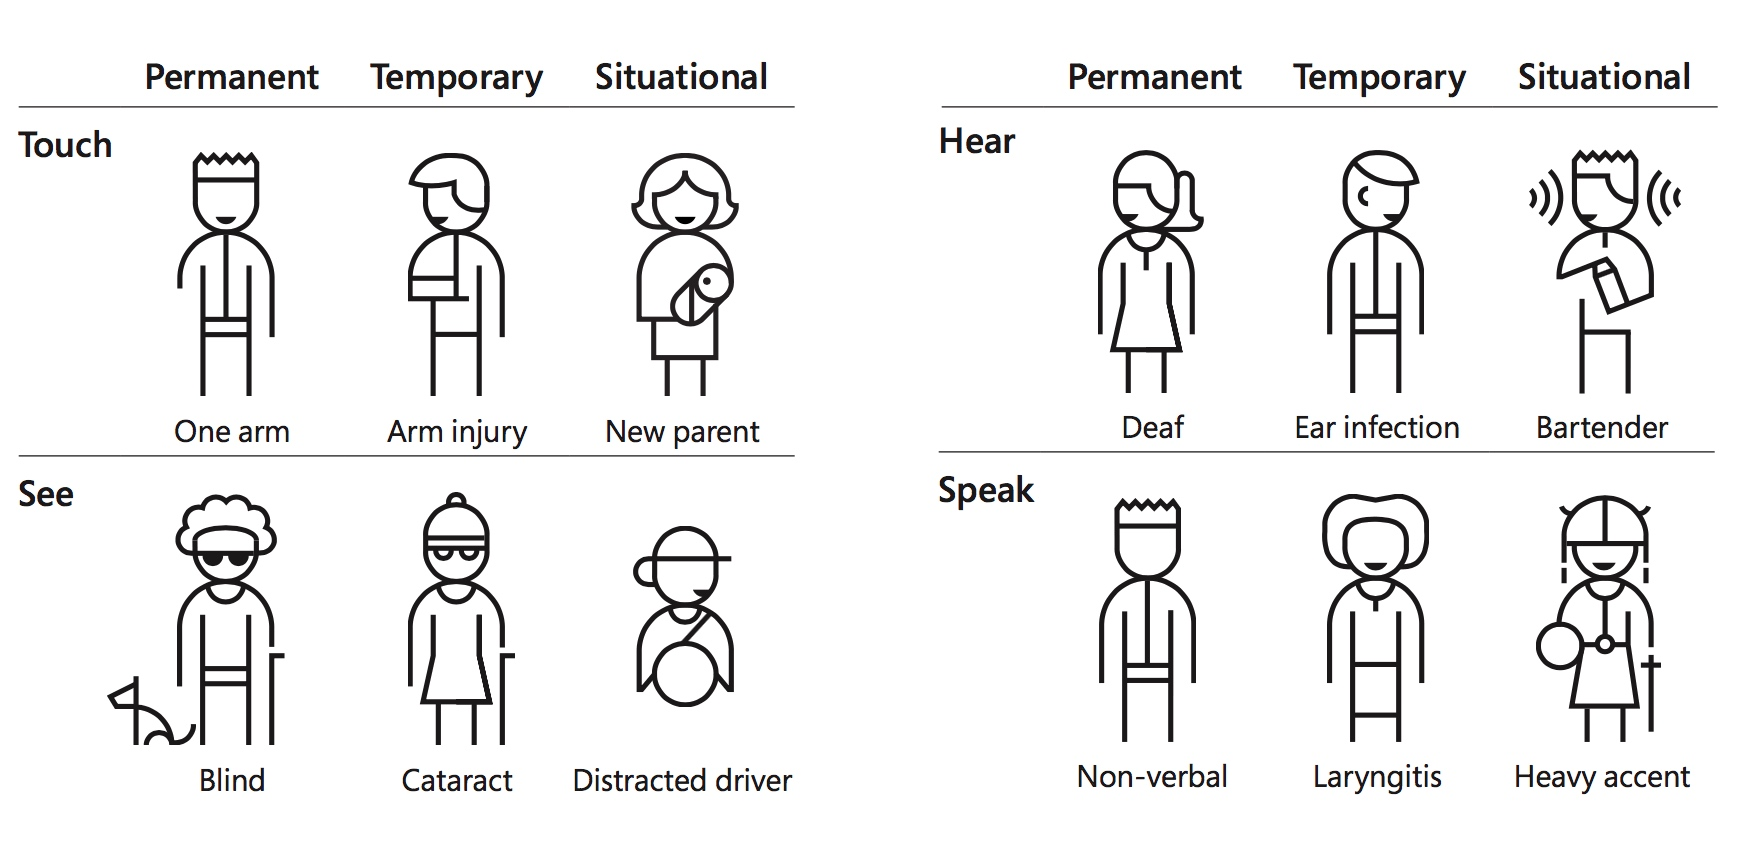 Permanent Temporary Situational
Touch
One arm Arm injury New parent
See
Blind Cataract Distracted driver
Permanent Temporary Situational
Hear
Deaf Ear infection Bartender
Speak
Non-verbal Laryngitis Heavy accent